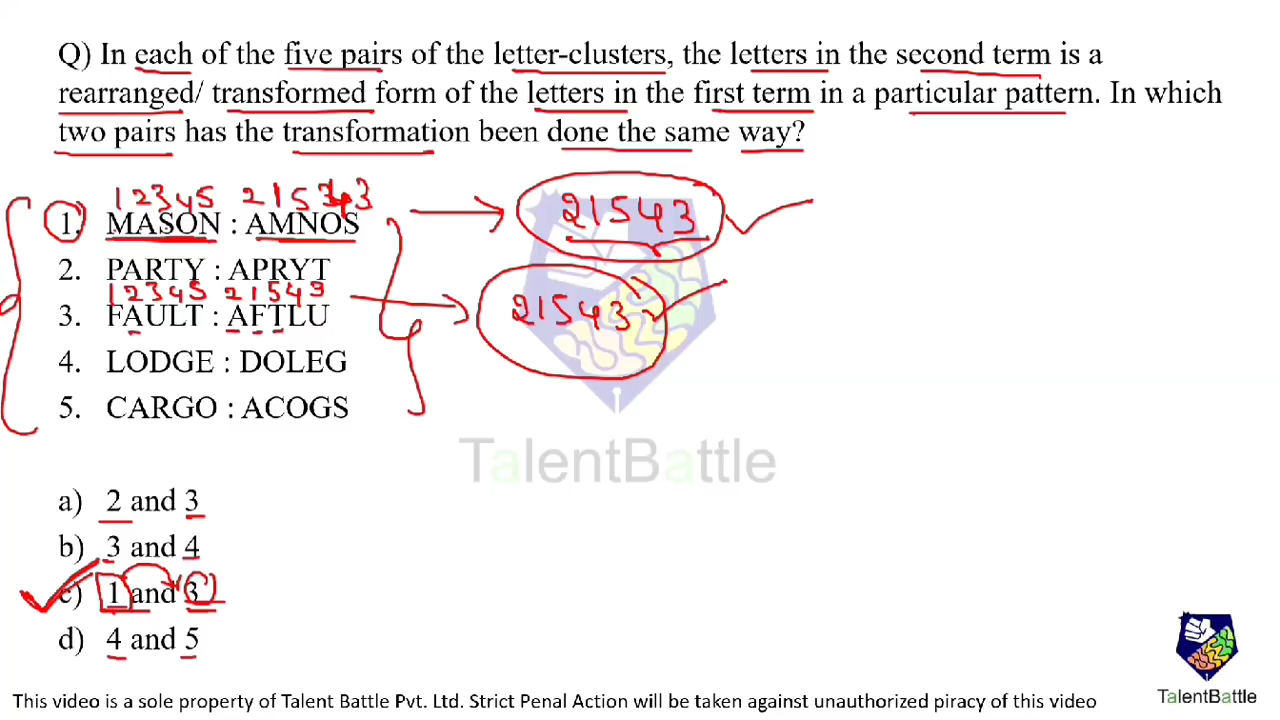 Q) In each of the five pairs of the letter-clusters, the letters in the second term is a
rearranged/ transformed form of the letters in the first term in a particular pattern. In which
two pairs has the transformation been done the same way?
12345 215343
1. MASON : AMNOS 21543
2. PARTY : APRYT
12345 21543
3. FAULT : AFTLU 21543
4. LODGE : DOLEG
5. CARGO : ACOGS
TalentBattle
a) 2 and 3
b) 3 and 4
c) 1 and 3
d) 4 and 5
TalentBattle
This video is a sole property of Talent Battle Pvt. Ltd. Strict Penal Action will be taken against unauthorized piracy of this video